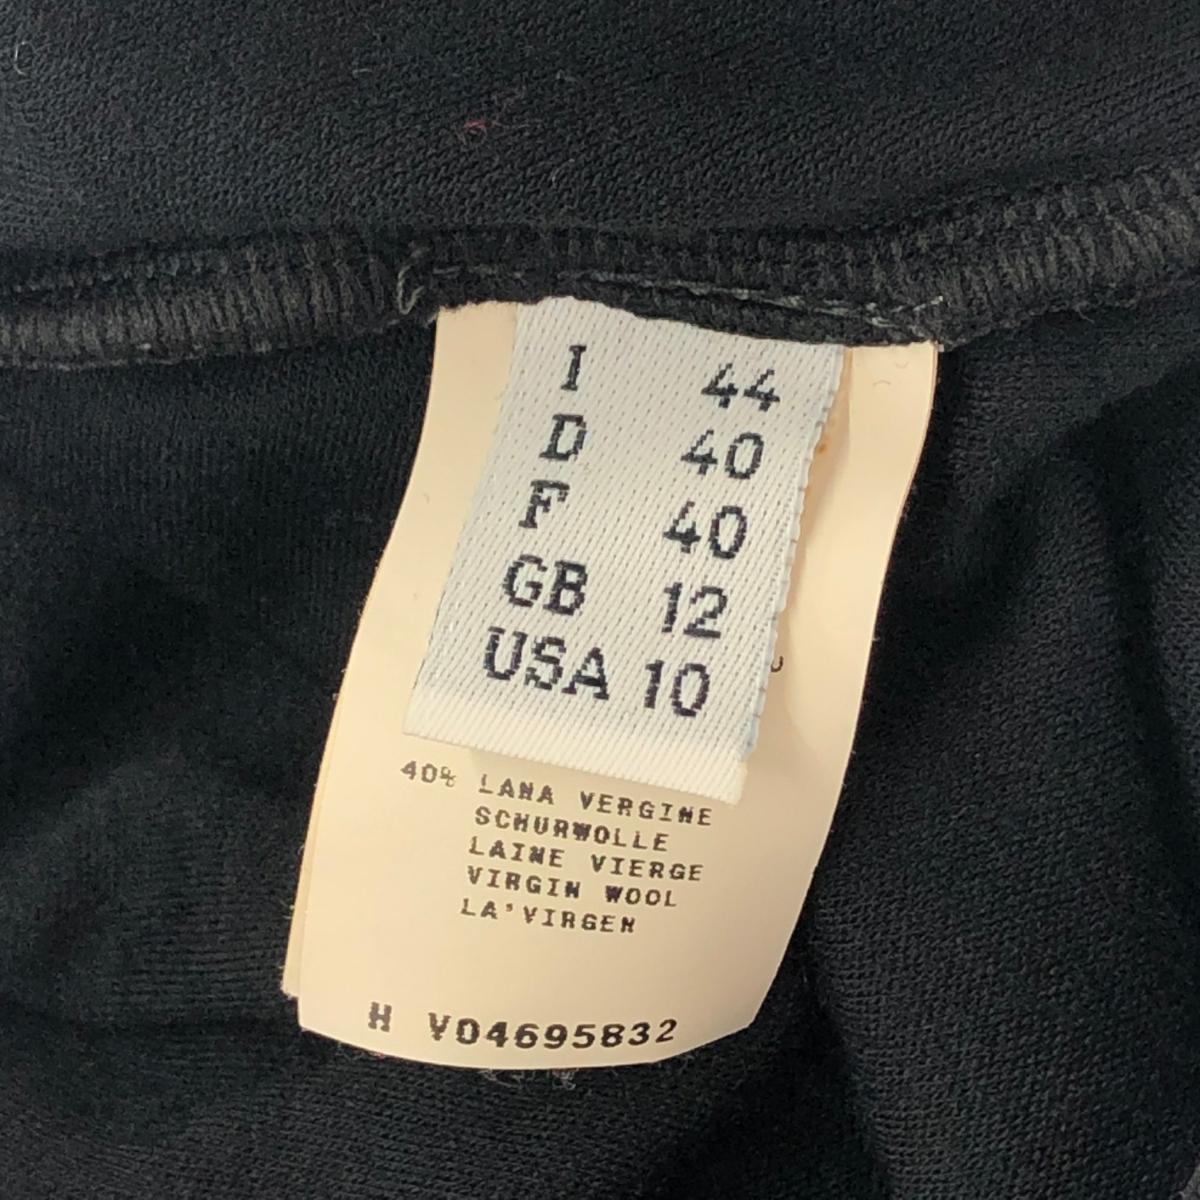 I 44
D 40
F 40
GB 12
USA 10
40% LANA VERGINE
SCHURWOLLE
LAINE VIERGE
VIRGIN WOOL
LA'VIRGEN
H V04695832